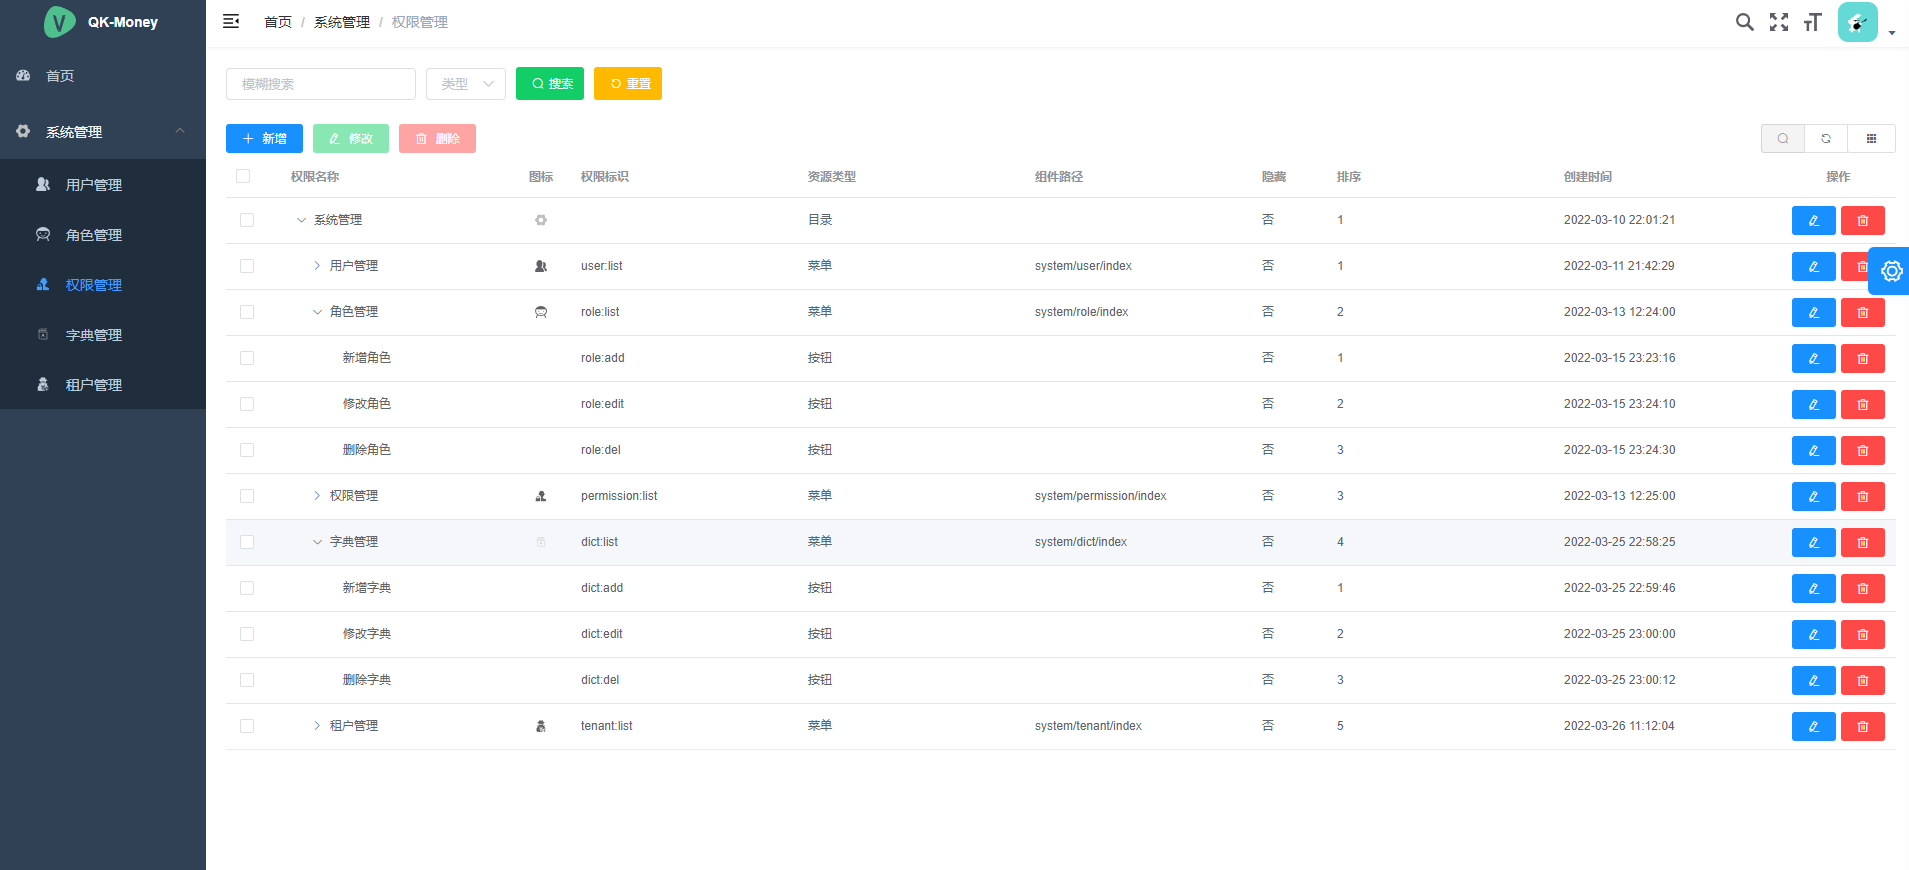 QK-Money
首页
系统管理
用户管理
角色管理
权限管理
字典管理
租户管理
首页 / 系统管理 / 权限管理
模糊搜索 类型 搜索 重置
新增 修改 删除
权限名称 图标 权限标识 资源类型 组件路径 隐藏 排序 创建时间 操作
系统管理 目录 否 1 2022-03-10 22:01:21
用户管理 user:list 菜单 system/user/index 否 1 2022-03-11 21:42:29
角色管理 role:list 菜单 system/role/index 否 2 2022-03-13 12:24:00
新增角色 role:add 按钮 否 1 2022-03-15 23:23:16
修改角色 role:edit 按钮 否 2 2022-03-15 23:24:10
删除角色 role:del 按钮 否 3 2022-03-15 23:24:30
权限管理 permission:list 菜单 system/permission/index 否 3 2022-03-13 12:25:00
字典管理 dict:list 菜单 system/dict/index 否 4 2022-03-25 22:58:25
新增字典 dict:add 按钮 否 1 2022-03-25 22:59:46
修改字典 dict:edit 按钮 否 2 2022-03-25 23:00:00
删除字典 dict:del 按钮 否 3 2022-03-25 23:00:12
租户管理 tenant:list 菜单 system/tenant/index 否 5 2022-03-26 11:12:04